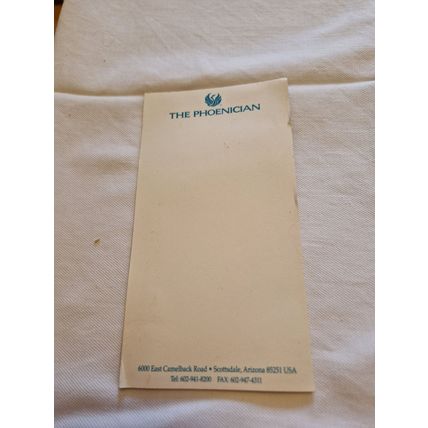 THE PHOENICIAN
6000 East Camelback Road • Scottsdale, Arizona 85251 USA
Tel: 602-941-8200 FAX 602-947-4311